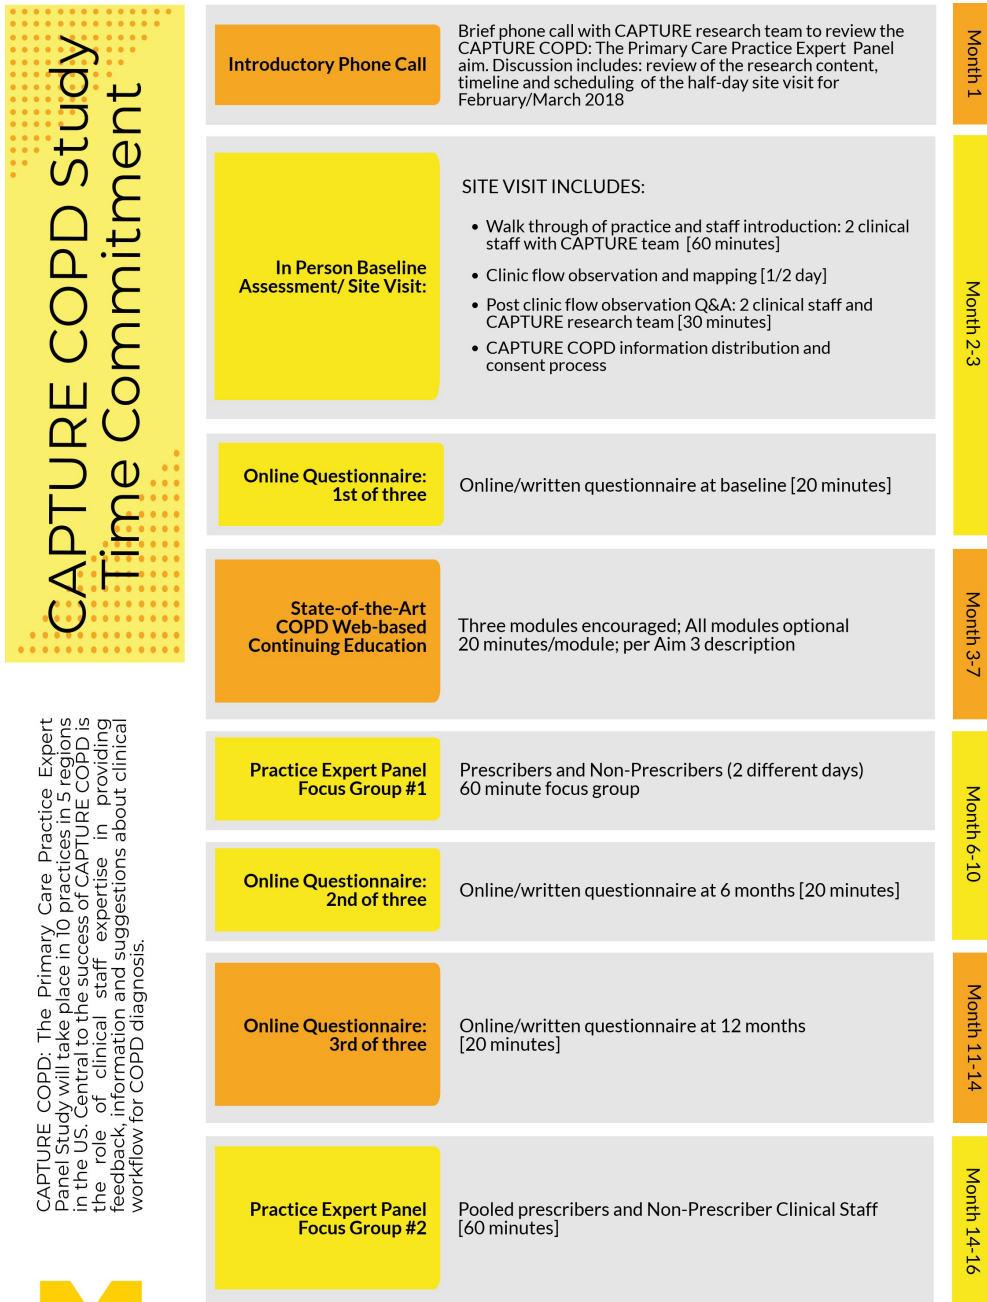 CAPTURE COPD Study
Time Commitment
CAPTURE COPD: The Primary Care Practice Expert
Panel Study will take place in 10 practices in 5 regions
in the US. Central to the success of CAPTURE COPD is
the role of clinical staff expertise in providing
feedback, information and suggestions about clinical
workflow for COPD diagnosis.
Introductory Phone Call
Brief phone call with CAPTURE research team to review the
CAPTURE COPD: The Primary Care Practice Expert Panel
aim. Discussion includes: review of the research content,
timeline and scheduling of the half-day site visit for
February/March 2018
Month 1
In Person Baseline
Assessment/ Site Visit:
SITE VISIT INCLUDES:
• Walk through of practice and staff introduction: 2 clinical
staff with CAPTURE team [60 minutes]
• Clinic flow observation and mapping [1/2 day]
• Post clinic flow observation Q&A: 2 clinical staff and
CAPTURE research team [30 minutes]
• CAPTURE COPD information distribution and
consent process
Month 2-3
Online Questionnaire:
1st of three
Online/written questionnaire at baseline [20 minutes]
State-of-the-Art
COPD Web-based
Continuing Education
Three modules encouraged; All modules optional
20 minutes/module; per Aim 3 description
Month 3-7
Practice Expert Panel
Focus Group #1
Prescribers and Non-Prescribers (2 different days)
60 minute focus group
Month 6-10
Online Questionnaire:
2nd of three
Online/written questionnaire at 6 months [20 minutes]
Online Questionnaire:
3rd of three
Online/written questionnaire at 12 months
[20 minutes]
Month 11-14
Practice Expert Panel
Focus Group #2
Pooled prescribers and Non-Prescriber Clinical Staff
[60 minutes]
Month 14-16